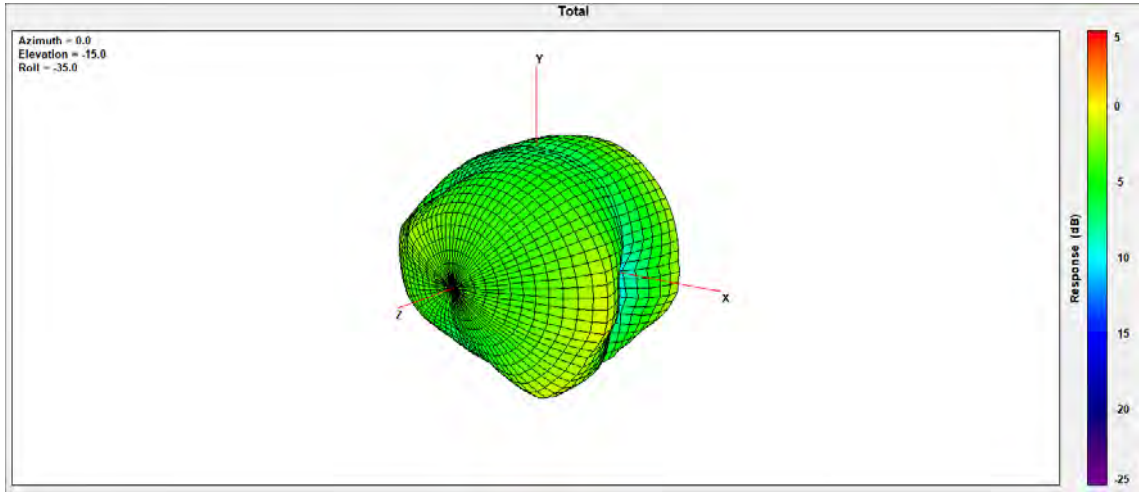 Total
Azimuth = 0.0
Elevation = -15.0
Roll = -35.0
Y
X
Z
5
0
5
10
15
-20
-25
Response (dB)